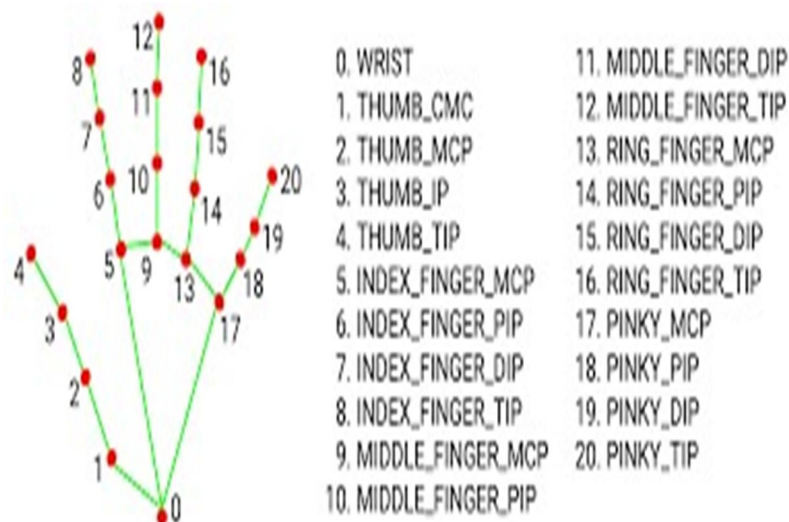 12
8
16
11
7
15
6
10
14
20
19
4
5
9
13
18
3
17
2
1
0
0. WRIST
1. THUMB_CMC
2. THUMB_MCP
3. THUMB_IP
4. THUMB_TIP
5. INDEX_FINGER_MCP
6. INDEX_FINGER_PIP
7. INDEX_FINGER_DIP
8. INDEX_FINGER_TIP
9. MIDDLE_FINGER_MCP
10. MIDDLE_FINGER_PIP
11. MIDDLE_FINGER_DIP
12. MIDDLE_FINGER_TIP
13. RING_FINGER_MCP
14. RING_FINGER_PIP
15. RING_FINGER_DIP
16. RING_FINGER_TIP
17. PINKY_MCP
18. PINKY_PIP
19. PINKY_DIP
20. PINKY_TIP